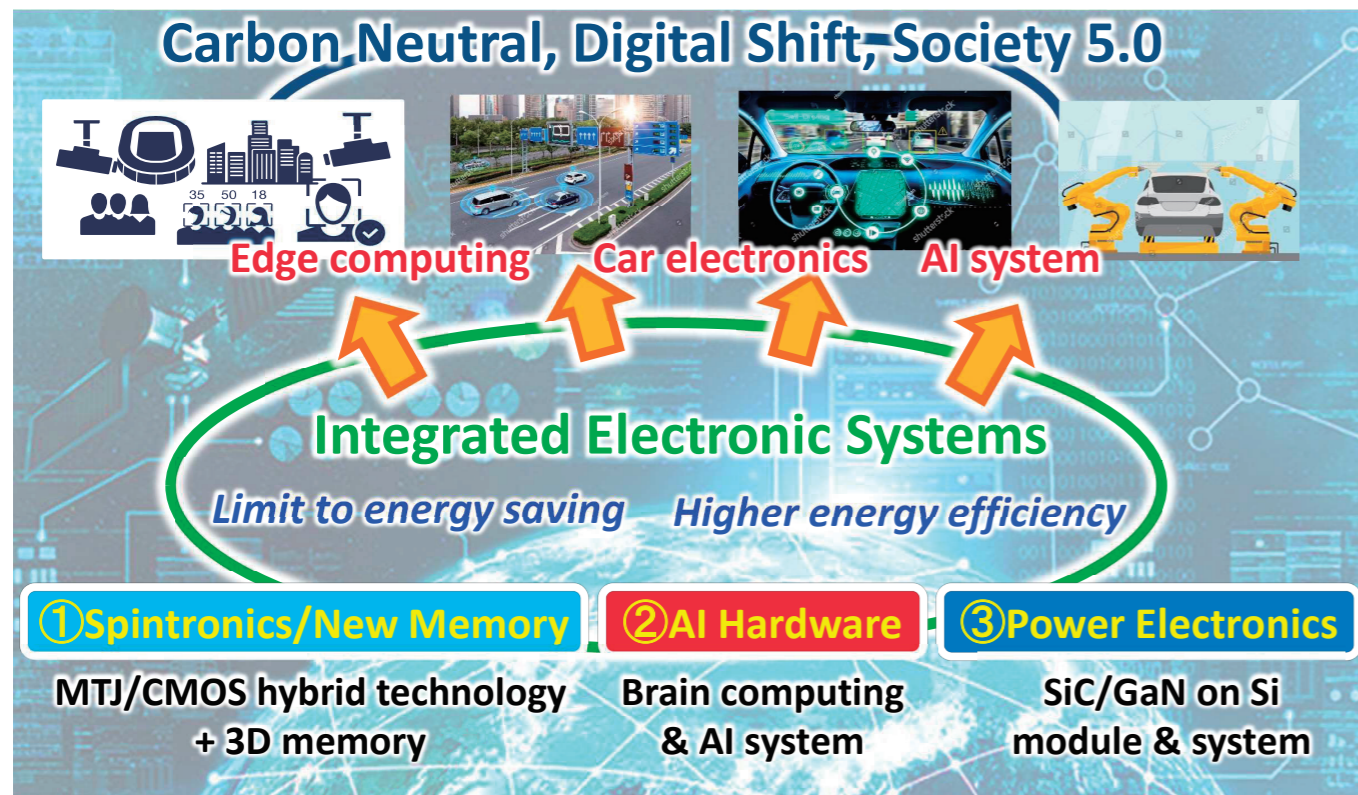 Carbon Neutral, Digital Shift, Society 5.0
35 50 18
shutterstock
shutterstock
Edge computing
Car electronics
AI system
Integrated Electronic Systems
Limit to energy saving
Higher energy efficiency
①Spintronics/New Memory
②AI Hardware
③Power Electronics
MTJ/CMOS hybrid technology
+ 3D memory
Brain computing
& AI system
SiC/GaN on Si
module & system